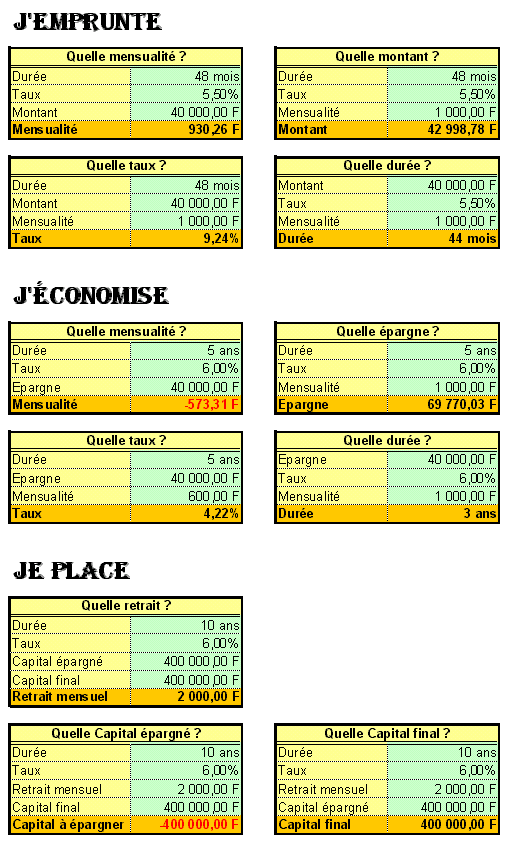 J'EMPRUNTE
Quelle mensualité ?
Durée 48 mois
Taux 5,50%
Montant 40 000,00 F
Mensualité 930,26 F
Quelle montant ?
Durée 48 mois
Taux 5,50%
Mensualité 1 000,00 F
Montant 42 998,78 F
Quelle taux ?
Durée 48 mois
Montant 40 000,00 F
Mensualité 1 000,00 F
Taux 9,24%
Quelle durée ?
Montant 40 000,00 F
Taux 5,50%
Mensualité 1 000,00 F
Durée 44 mois
J'ÉCONOMISE
Quelle mensualité ?
Durée 5 ans
Taux 6,00%
Epargne 40 000,00 F
Mensualité -573,31 F
Quelle épargne ?
Durée 5 ans
Taux 6,00%
Mensualité 1 000,00 F
Epargne 69 770,03 F
Quelle taux ?
Durée 5 ans
Epargne 40 000,00 F
Mensualité 600,00 F
Taux 4,22%
Quelle durée ?
Epargne 40 000,00 F
Taux 6,00%
Mensualité 1 000,00 F
Durée 3 ans
JE PLACE
Quelle retrait ?
Durée 10 ans
Taux 6,00%
Capital épargné 400 000,00 F
Capital final 400 000,00 F
Retrait mensuel 2 000,00 F
Quelle Capital épargné ?
Durée 10 ans
Taux 6,00%
Retrait mensuel 2 000,00 F
Capital final 400 000,00 F
Capital à épargner -400 000,00 F
Quelle Capital final ?
Durée 10 ans
Taux 6,00%
Retrait mensuel 2 000,00 F
Capital épargné 400 000,00 F
Capital final 400 000,00 F